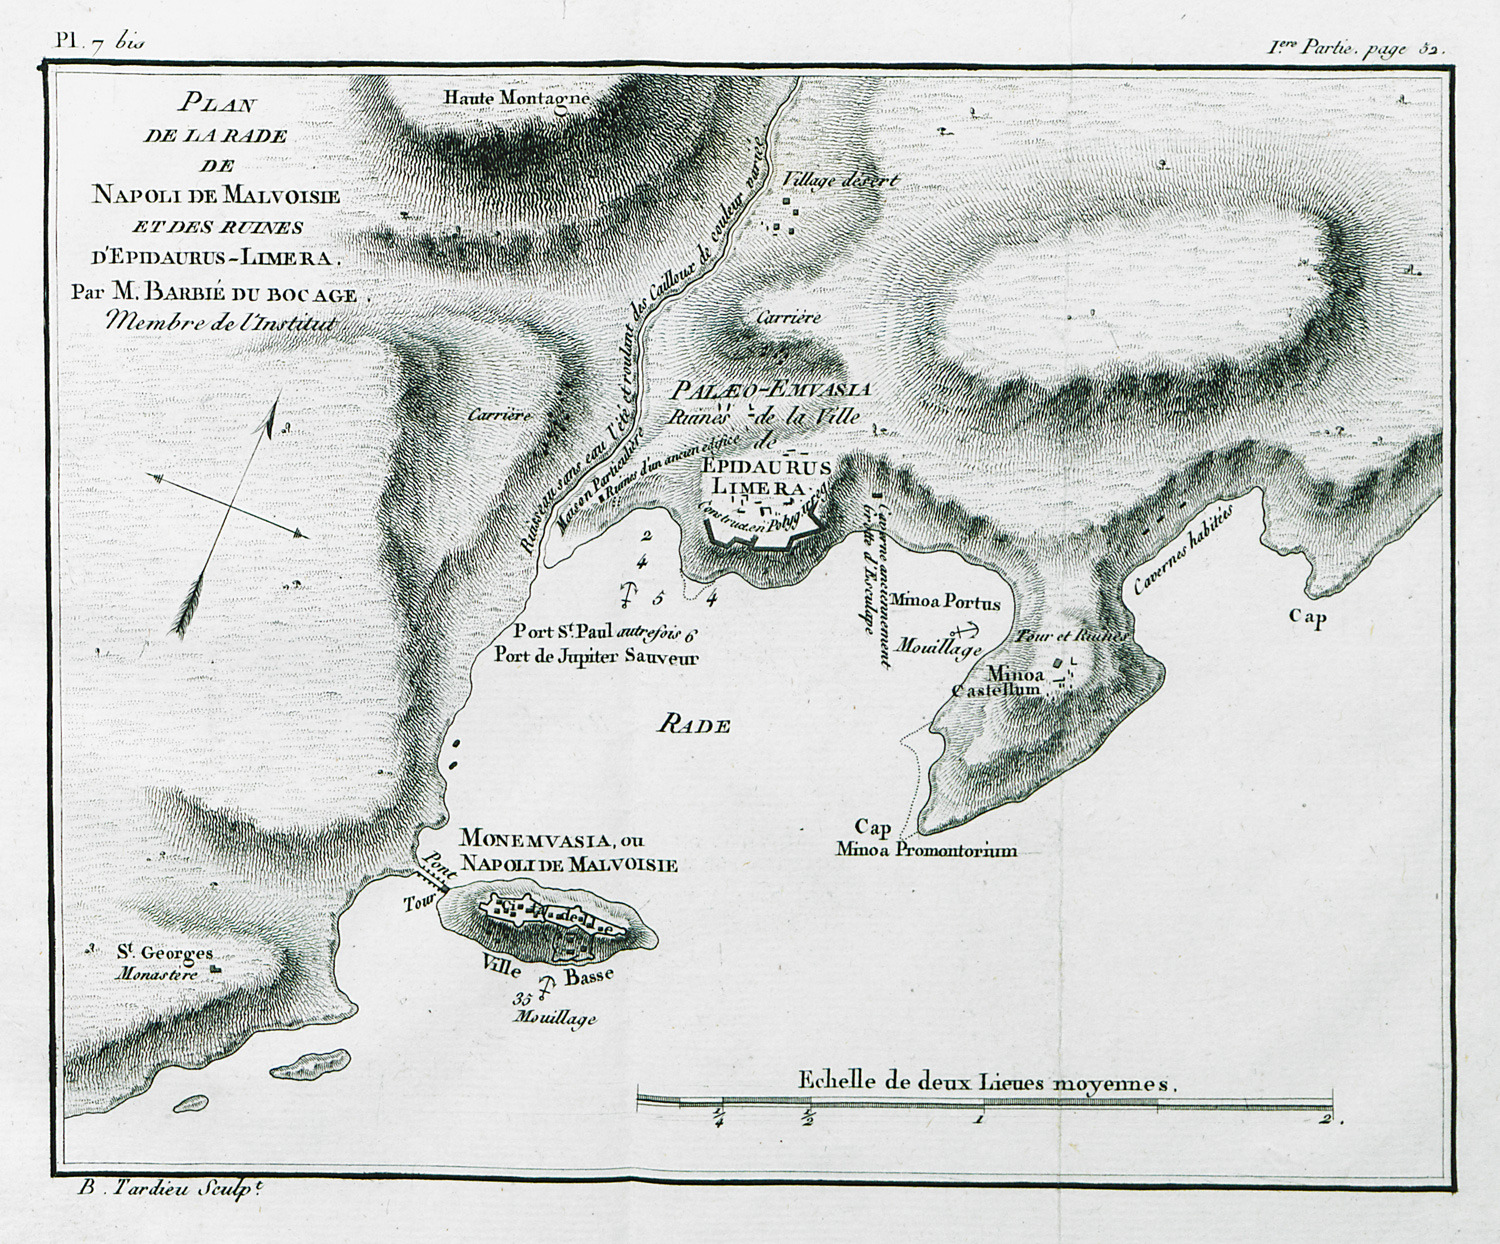 Pl. 7 bis
I.ere Partie. page 52.
PLAN
DE LA RADE
DE
NAPOLI DE MALVOISIE
ET DES RUINES
D'EPIDAURUS-LIMERA.
Par M. BARBIÉ DU BOCAGE.
Membre de l'Institut
Haute Montagne
Village désert
Ruisseau sans eau l'été et roulant des Cailloux de couleur variée
Carrière
Carrière
PALÆO-EMVASIA
Ruines de la Ville
de
EPIDAURUS
LIMERA.
Construct. en Polygones
Maison Particulière
Ruines d'un ancien édifice
Caverne anciennement
Grotte d'Esculape
Cavernes habitées
2
4
5
4
Port St. Paul autrefois 6
Port de Jupiter Sauveur
Minoa Portus
Mouillage
Tour et Ruines
Minoa
Castellum
Cap
RADE
Cap
Minoa Promontorium
MONEMVASIA, ou
NAPOLI DE MALVOISIE
Pont
Tour
Citadelle
Ville Basse
35
Mouillage
St. Georges
Monastère
Echelle de deux Lieues moyennes.
1/4 1/2 1 2.
B. Tardieu Sculpt.